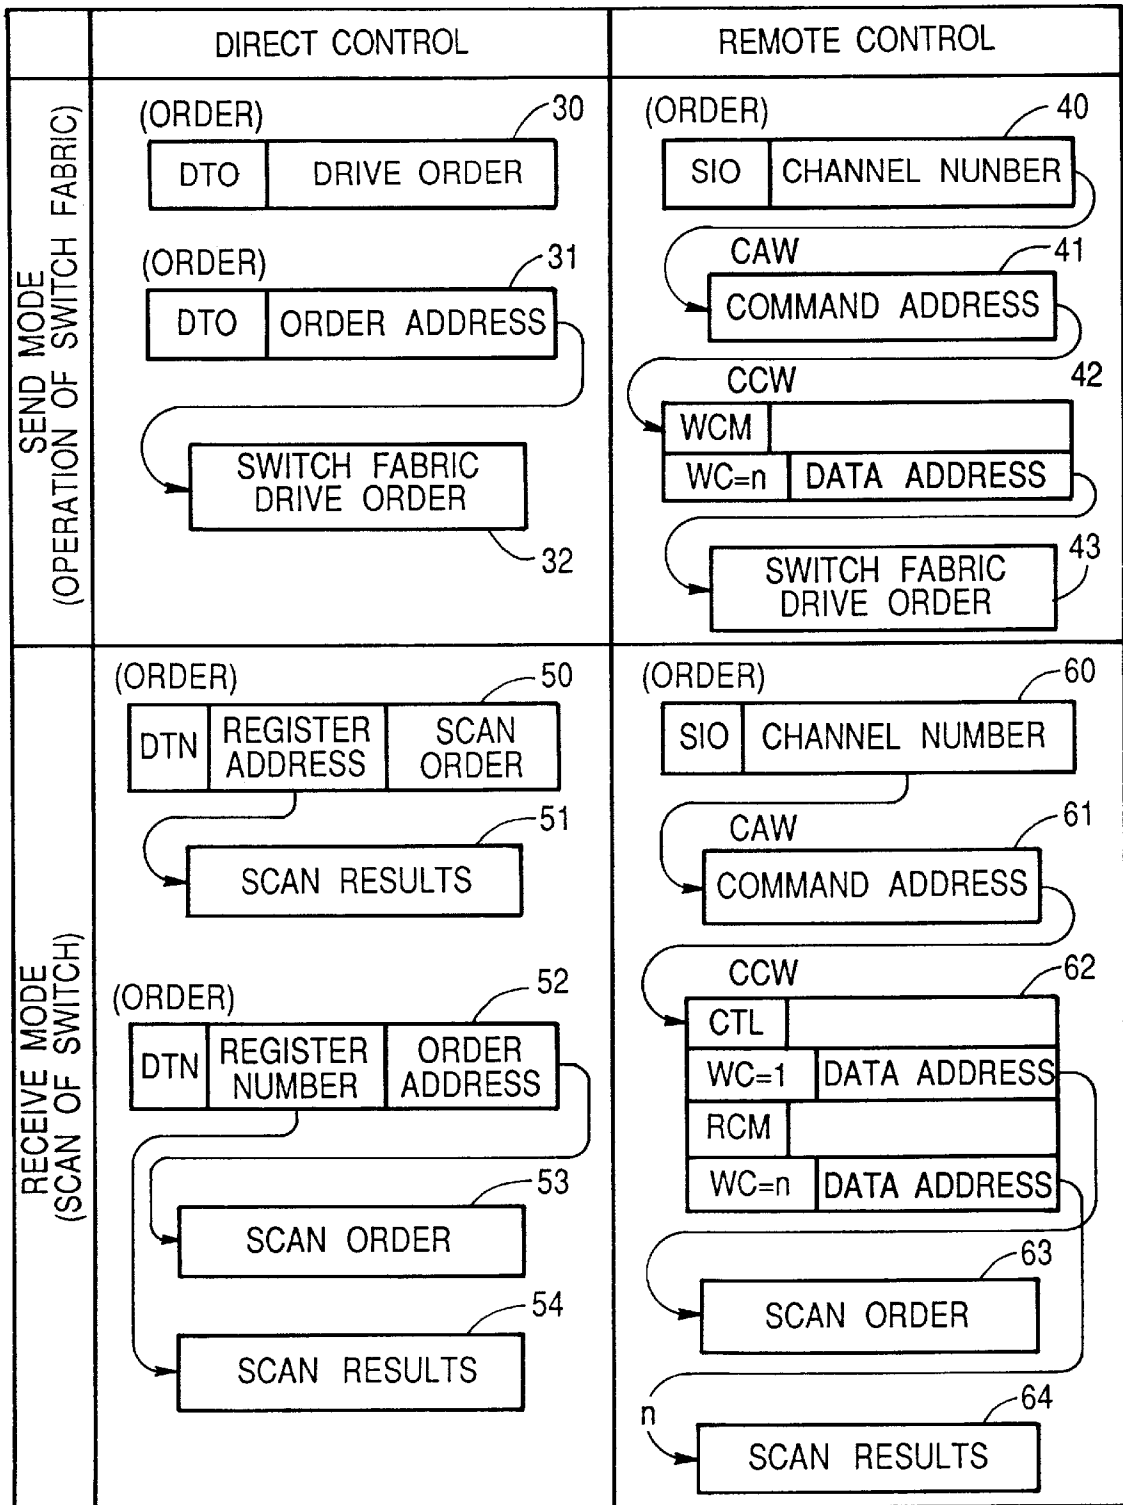 DIRECT CONTROL
REMOTE CONTROL
SEND MODE
(OPERATION OF SWITCH FABRIC)
(ORDER)
30
DTO
DRIVE ORDER
(ORDER)
31
DTO
ORDER ADDRESS
SWITCH FABRIC
DRIVE ORDER
32
(ORDER)
40
SIO
CHANNEL NUNBER
CAW
41
COMMAND ADDRESS
CCW
42
WCM
WC=n
DATA ADDRESS
43
SWITCH FABRIC
DRIVE ORDER
RECEIVE MODE
(SCAN OF SWITCH)
(ORDER)
50
DTN
REGISTER
ADDRESS
SCAN
ORDER
51
SCAN RESULTS
(ORDER)
52
DTN
REGISTER
NUMBER
ORDER
ADDRESS
53
SCAN ORDER
54
SCAN RESULTS
(ORDER)
60
SIO
CHANNEL NUMBER
CAW
61
COMMAND ADDRESS
CCW
62
CTL
WC=1
DATA ADDRESS
RCM
WC=n
DATA ADDRESS
63
SCAN ORDER
n
64
SCAN RESULTS